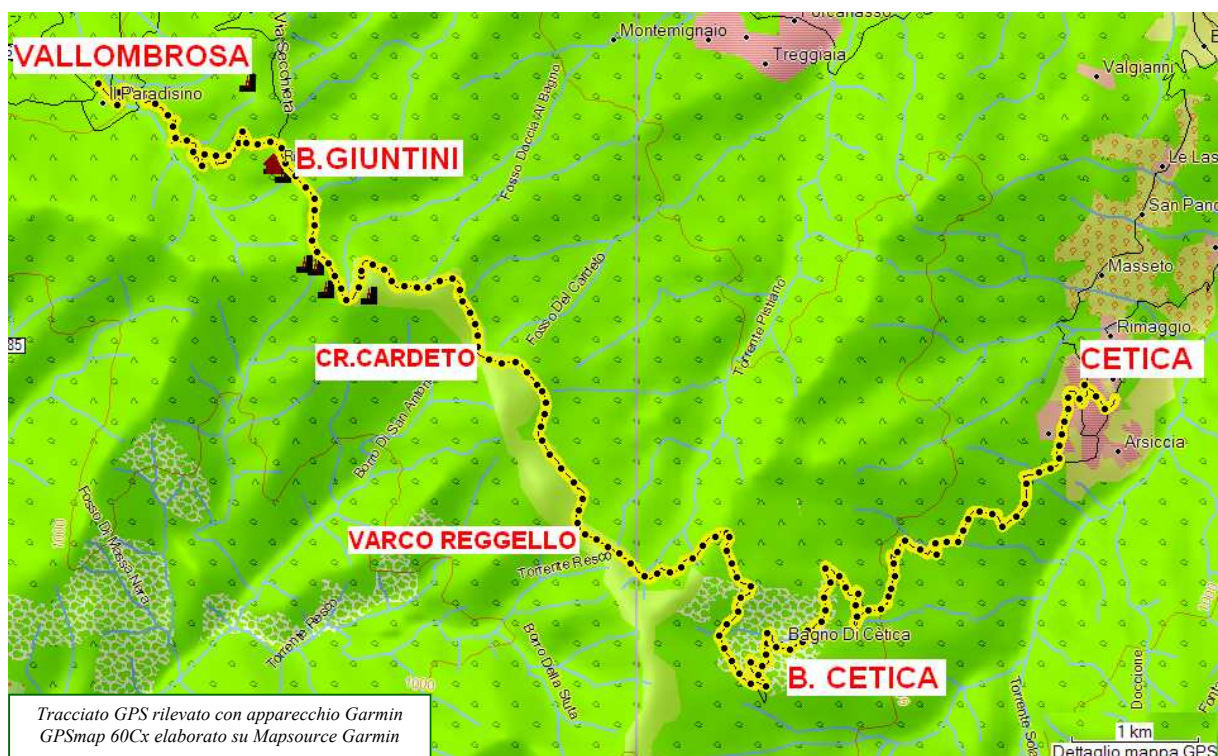 VALLOMBROSA
Il Paradisino
Via Secchieta
B.GIUNTINI
Montemignaio
Treggiaia
Valgianni
Fosso Doccia Al Bagno
Le Las
San Panc
Masseto
Rimaggio
CETICA
Arsiccia
Fosso Del Cardeto
Torrente Pistiano
CR.CARDETO
85
Borro Di San Anton
VARCO REGGELLO
Torrente Resco
Fosso Di Massa Nera
1000
Torrente Resco
Borro Della Stuta
1000
Bagno Di Cètica
B. CETICA
Doccione
Torrente Sol
Tracciato GPS rilevato con apparecchio Garmin
GPSmap 60Cx elaborato su Mapsource Garmin
1 km
Dettaglio mappa GPS